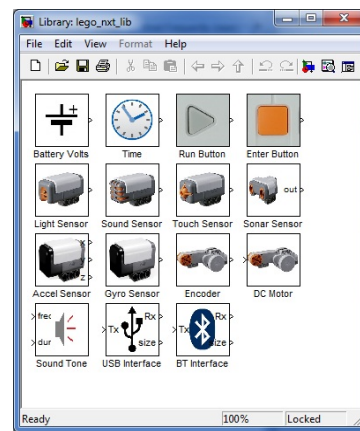 Library: lego_nxt_lib
File Edit View Format Help
Battery Volts Time Run Button Enter Button
out
Light Sensor Sound Sensor Touch Sensor Sonar Sensor
X
Z
Accel Sensor Gyro Sensor Encoder DC Motor
frec
dur
Tx Rx size
Tx Rx size
Sound Tone USB Interface BT Interface
Ready 100% Locked